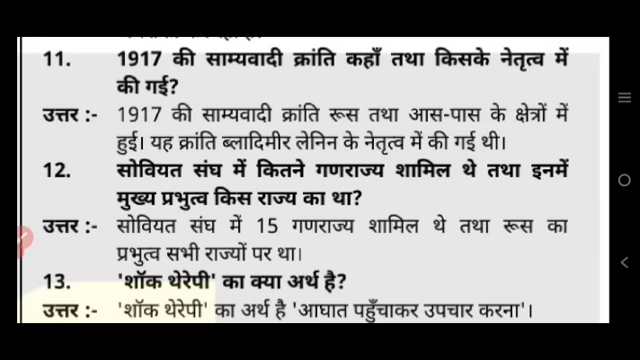 11. 1917 की साम्यवादी क्रांति कहाँ तथा किसके नेतृत्व में
की गई?
उत्तर :- 1917 की साम्यवादी क्रांति रूस तथा आस-पास के क्षेत्रों में
हुई। यह क्रांति ब्लादिमीर लेनिन के नेतृत्व में की गई थी।
12. सोवियत संघ में कितने गणराज्य शामिल थे तथा इनमें
मुख्य प्रभुत्व किस राज्य का था?
उत्तर :- सोवियत संघ में 15 गणराज्य शामिल थे तथा रूस का
प्रभुत्व सभी राज्यों पर था।
13. 'शॉक थेरेपी' का क्या अर्थ है?
उत्तर :- 'शॉक थेरेपी' का अर्थ है 'आघात पहुँचाकर उपचार करना'।